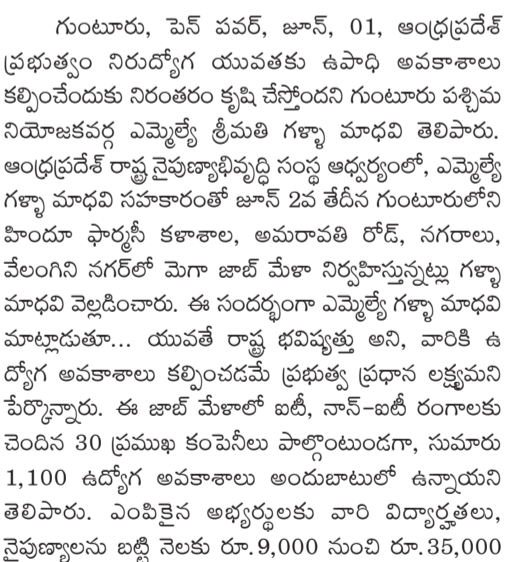 గుంటూరు, పెన్ పవర్, జూన్, 01, ఆంధ్రప్రదేశ్
ప్రభుత్వం నిరుద్యోగ యువతకు ఉపాధి అవకాశాలు
కల్పించేందుకు నిరంతరం కృషి చేస్తోందని గుంటూరు పశ్చిమ
నియోజకవర్గ ఎమ్మెల్యే శ్రీమతి గళ్ళా మాధవి తెలిపారు.
ఆంధ్రప్రదేశ్ రాష్ట్ర నైపుణ్యాభివృద్ధి సంస్థ ఆధ్వర్యంలో, ఎమ్మెల్యే
గళ్ళా మాధవి సహకారంతో జూన్ 2వ తేదీన గుంటూరులోని
హిందూ ఫార్మసీ కళాశాల, అమరావతి రోడ్, నగరాలు,
వేలంగిని నగర్‌లో మెగా జాబ్ మేళా నిర్వహిస్తున్నట్లు గళ్ళా
మాధవి వెల్లడించారు. ఈ సందర్భంగా ఎమ్మెల్యే గళ్ళా మాధవి
మాట్లాడుతూ... యువతే రాష్ట్ర భవిష్యత్తు అని, వారికి ఉ
ద్యోగ అవకాశాలు కల్పించడమే ప్రభుత్వ ప్రధాన లక్ష్యమని
పేర్కొన్నారు. ఈ జాబ్ మేళాలో ఐటీ, నాన్-ఐటీ రంగాలకు
చెందిన 30 ప్రముఖ కంపెనీలు పాల్గొంటుండగా, సుమారు
1,100 ఉద్యోగ అవకాశాలు అందుబాటులో ఉన్నాయని
తెలిపారు. ఎంపికైన అభ్యర్థులకు వారి విద్యార్హతలు,
నైపుణ్యాలను బట్టి నెలకు రూ.9,000 నుంచి రూ.35,000